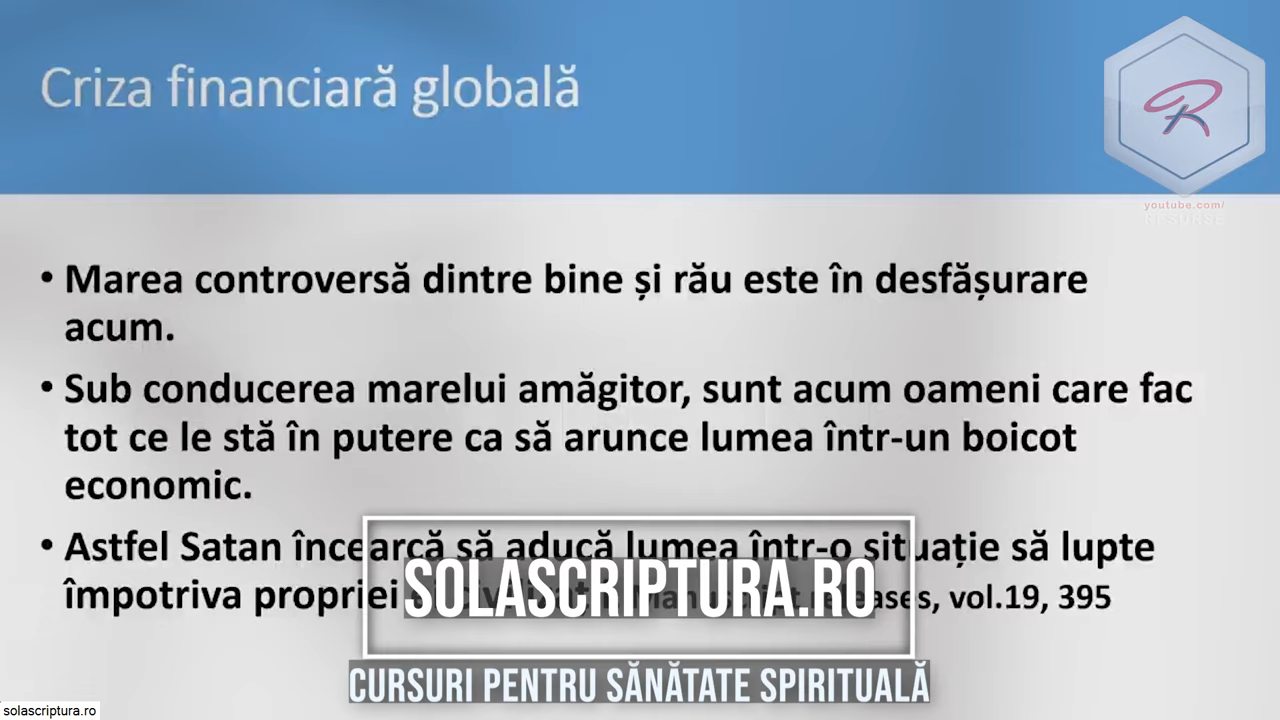 Criza financiară globală
R
youtube.com/
RESURSE
• Marea controversă dintre bine și rău este în desfășurare
acum.
• Sub conducerea marelui amăgitor, sunt acum oameni care fac
tot ce le stă în putere ca să arunce lumea într-un boicot
economic.
• Astfel Satan încearcă să aducă lumea într-o situație să lupte
împotriva propriei releases, vol.19, 395
SOLASCRIPTURA.RO
CURSURI PENTRU SĂNĂTATE SPIRITUALĂ
solascriptura.ro